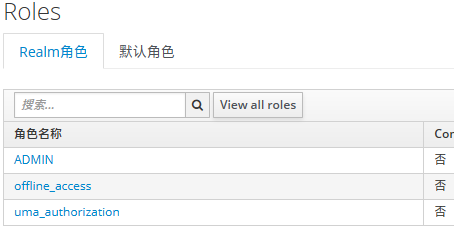 Roles
Realm角色 默认角色
搜索... View all roles
角色名称 Con
ADMIN 否
offline_access 否
uma_authorization 否